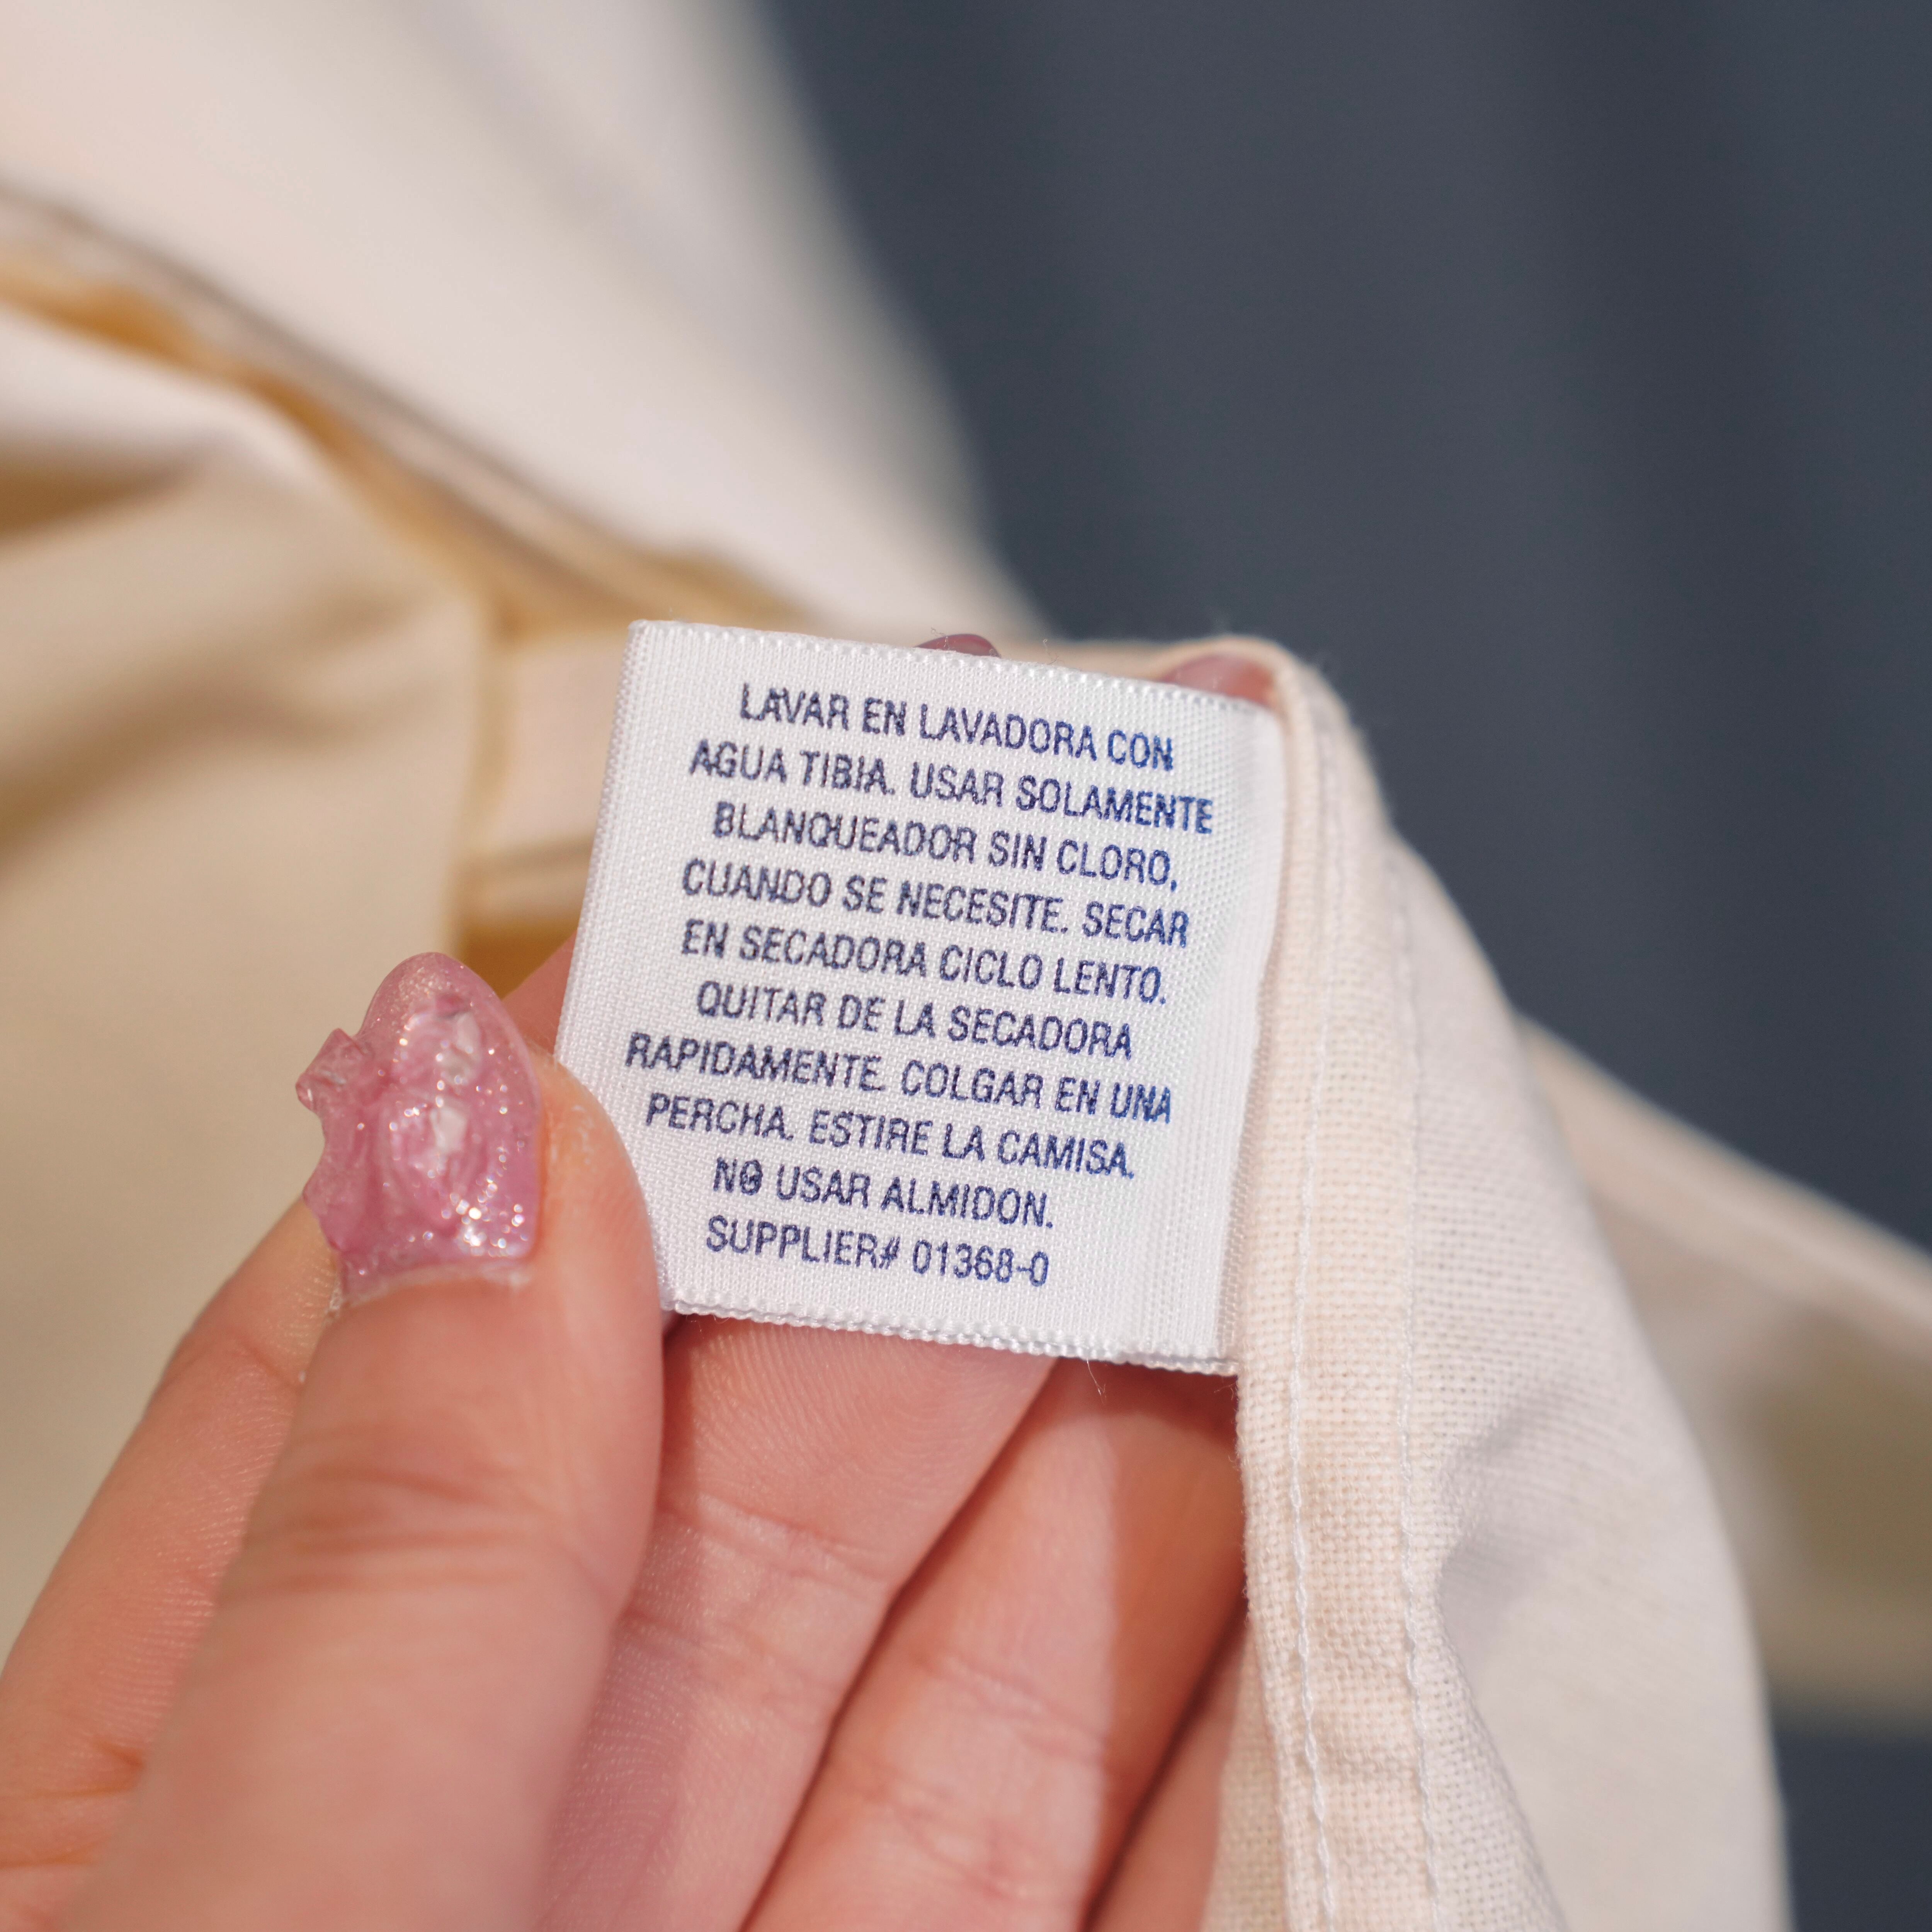 LAVAR EN LAVADORA CON
AGUA TIBIA. USAR SOLAMENTE
BLANQUEADOR SIN CLORO,
CUANDO SE NECESITE. SECAR
EN SECADORA CICLO LENTO.
QUITAR DE LA SECADORA
RAPIDAMENTE. COLGAR EN UNA
PERCHA. ESTIRE LA CAMISA.
NO USAR ALMIDON.
SUPPLIER# 01368-0